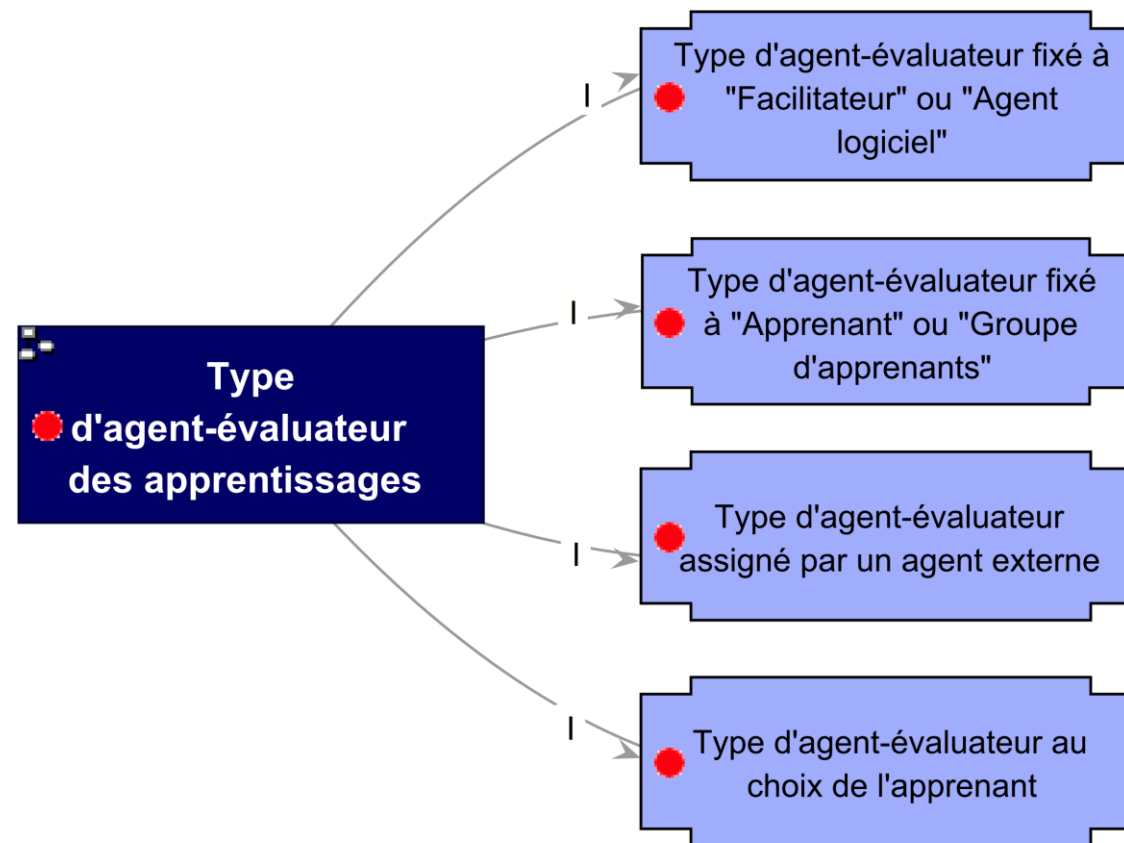 Type d'agent-évaluateur fixé à
"Facilitateur" ou "Agent
logiciel"
I
Type d'agent-évaluateur fixé
à "Apprenant" ou "Groupe
d'apprenants"
I
Type
d'agent-évaluateur
des apprentissages
Type d'agent-évaluateur
assigné par un agent externe
I
Type d'agent-évaluateur au
choix de l'apprenant
I